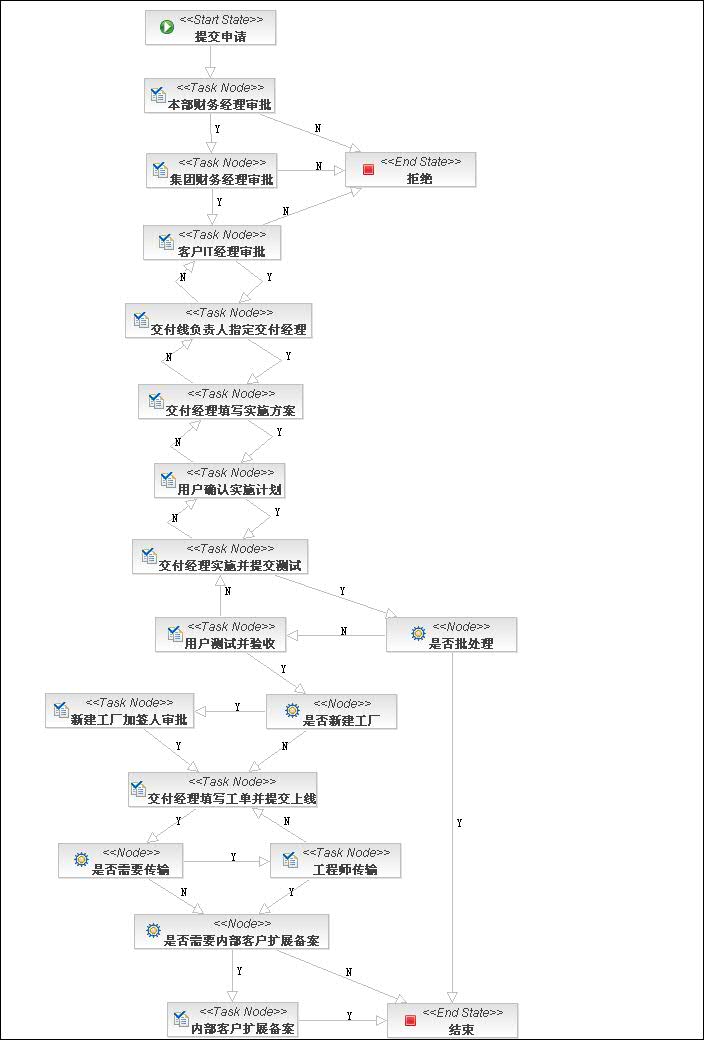 <<Start State>>
提交申请
<<Task Node>>
本部财务经理审批
Y
N
<<Task Node>>
集团财务经理审批
N
<<End State>>
拒绝
Y
N
<<Task Node>>
客户IT经理审批
N
Y
<<Task Node>>
交付线负责人指定交付经理
N
Y
<<Task Node>>
交付经理填写实施方案
N
Y
<<Task Node>>
用户确认实施计划
N
Y
<<Task Node>>
交付经理实施并提交测试
N
Y
<<Task Node>>
用户测试并验收
N
<<Node>>
是否批处理
Y
<<Task Node>>
新建工厂加签人审批
Y
<<Node>>
是否新建工厂
Y
N
<<Task Node>>
交付经理填写工单并提交上线
Y
N
Y
<<Node>>
是否需要传输
Y
<<Task Node>>
工程师传输
N
Y
<<Node>>
是否需要内部客户扩展备案
Y
N
<<Task Node>>
内部客户扩展备案
Y
<<End State>>
结束